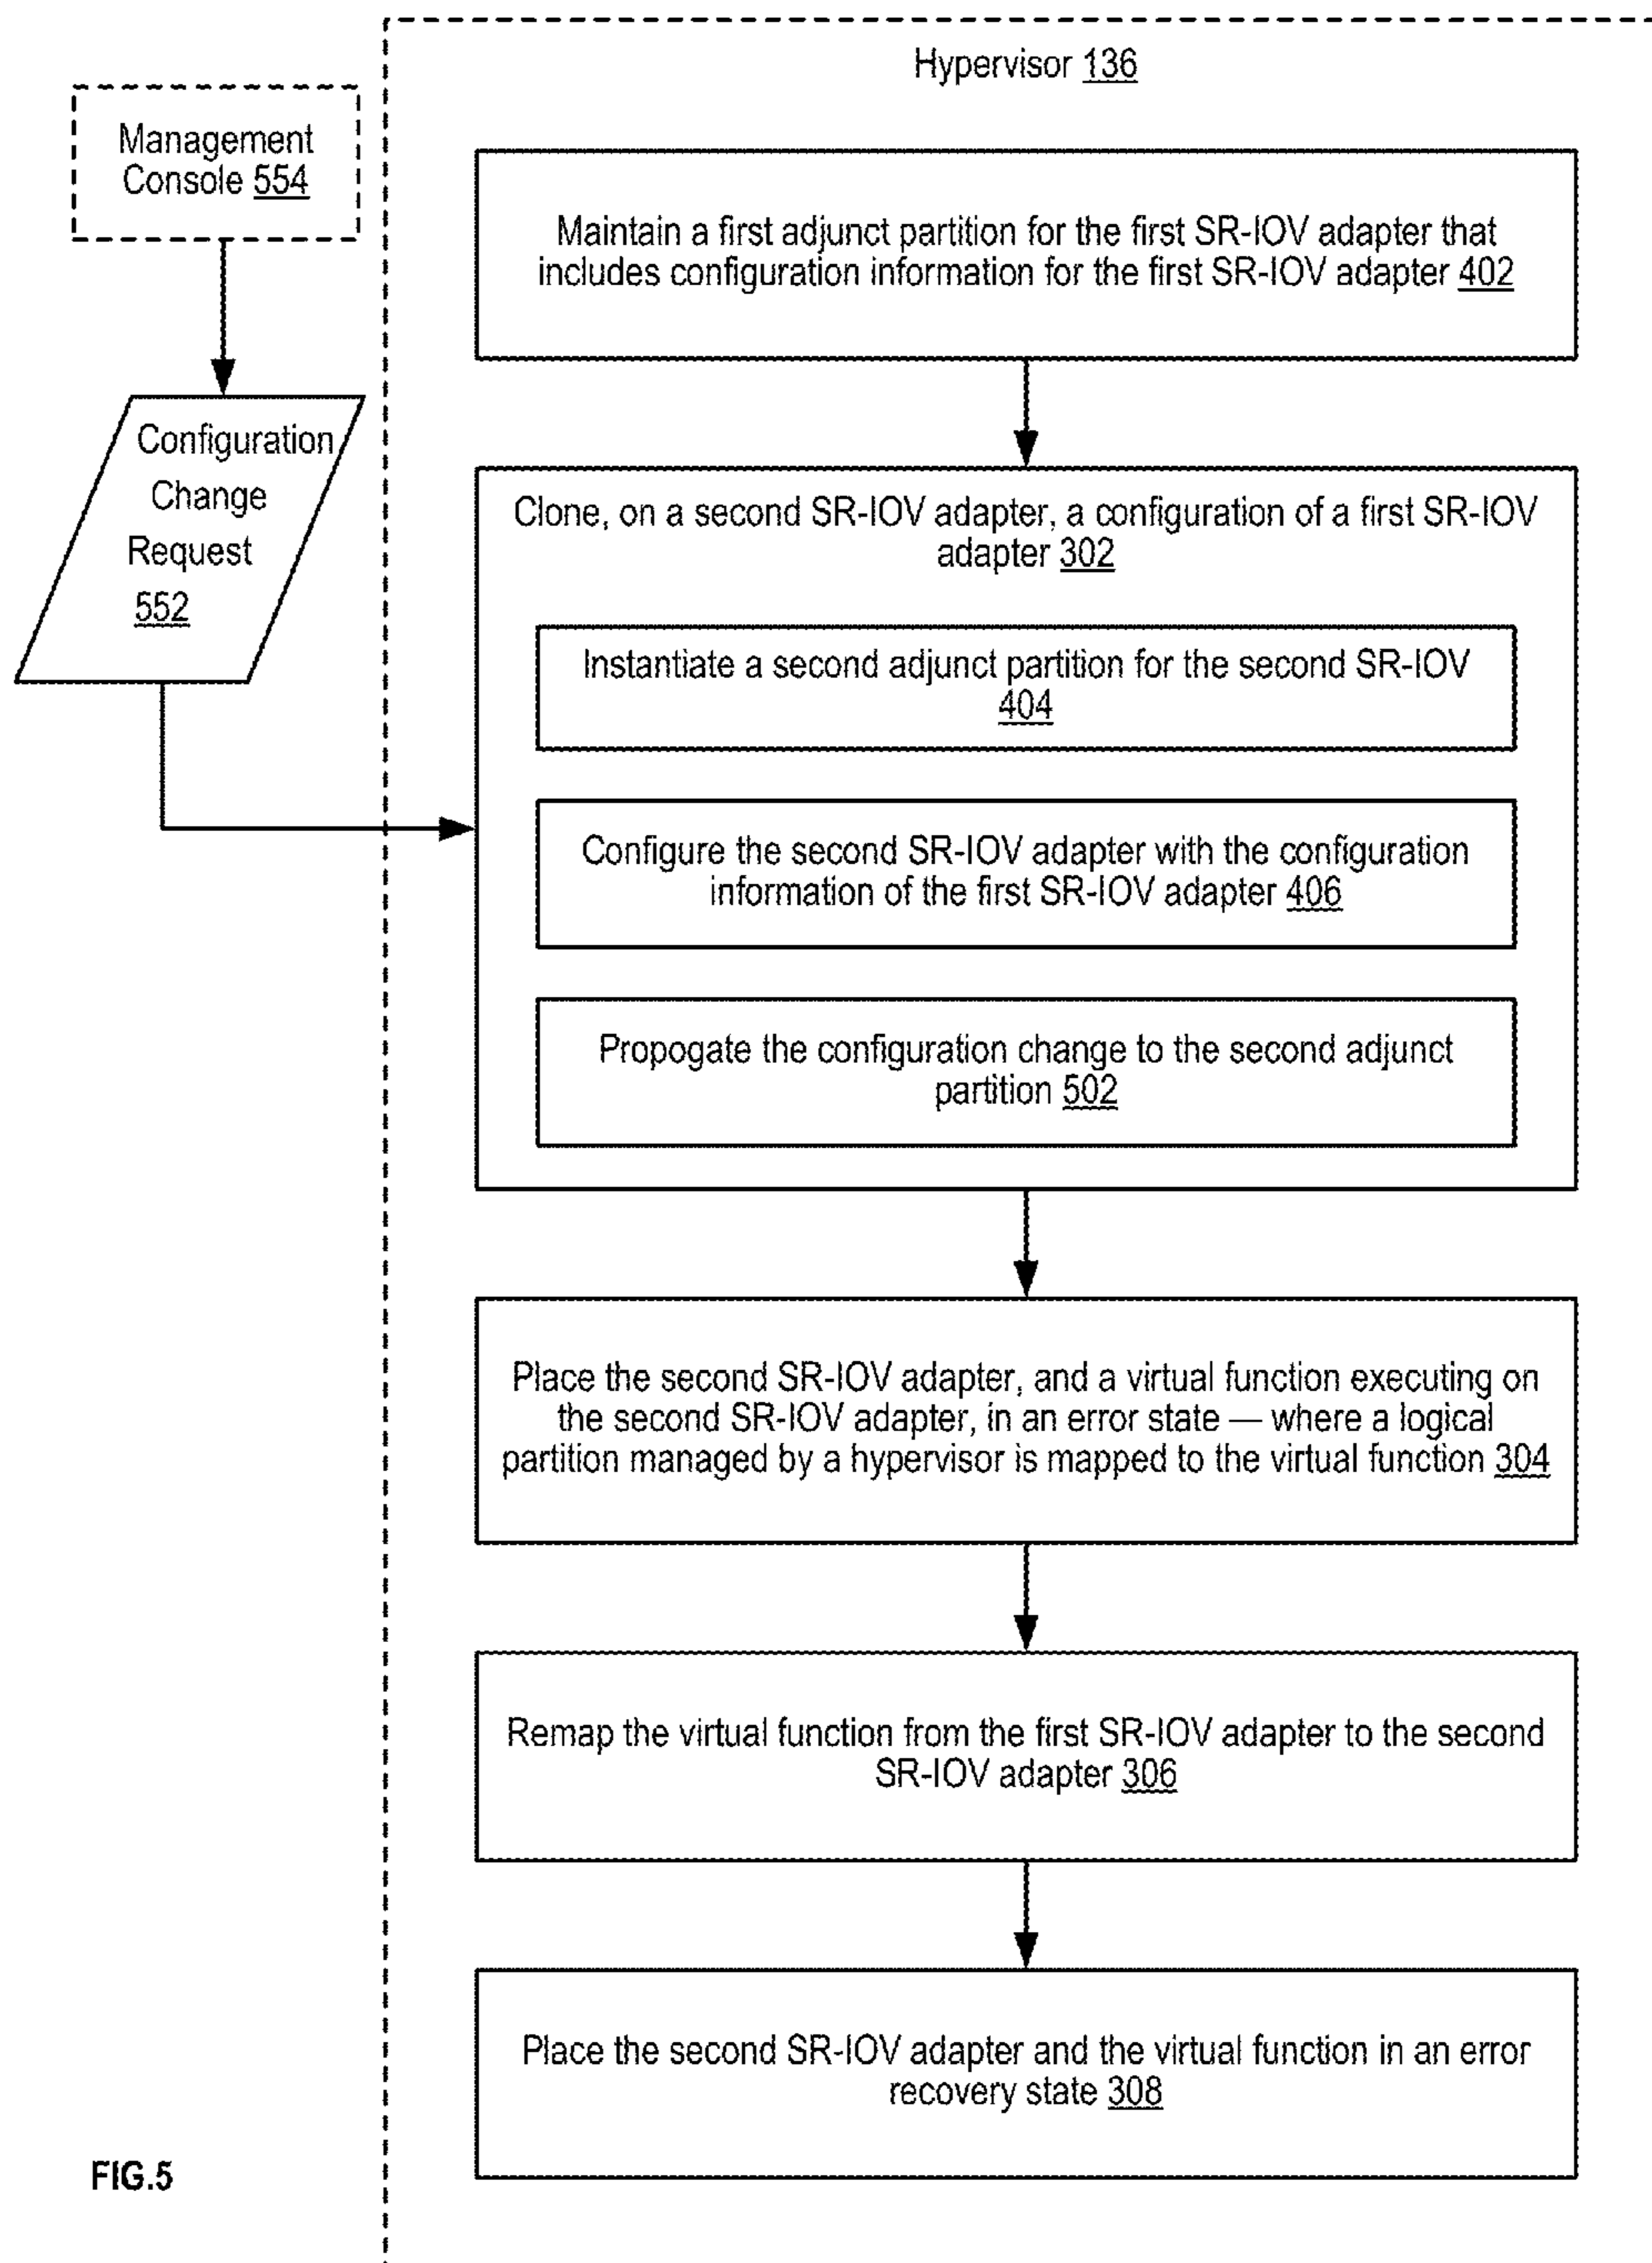 Hypervisor 136
Management
Console 554
Maintain a first adjunct partition for the first SR-IOV adapter that
includes configuration information for the first SR-IOV adapter 402
Configuration
Change
Request
552
Clone, on a second SR-IOV adapter, a configuration of a first SR-IOV
adapter 302
Instantiate a second adjunct partition for the second SR-IOV
404
Configure the second SR-IOV adapter with the configuration
information of the first SR-IOV adapter 406
Propogate the configuration change to the second adjunct
partition 502
Place the second SR-IOV adapter, and a virtual function executing on
the second SR-IOV adapter, in an error state — where a logical
partition managed by a hypervisor is mapped to the virtual function 304
Remap the virtual function from the first SR-IOV adapter to the second
SR-IOV adapter 306
Place the second SR-IOV adapter and the virtual function in an error
recovery state 308
FIG.5